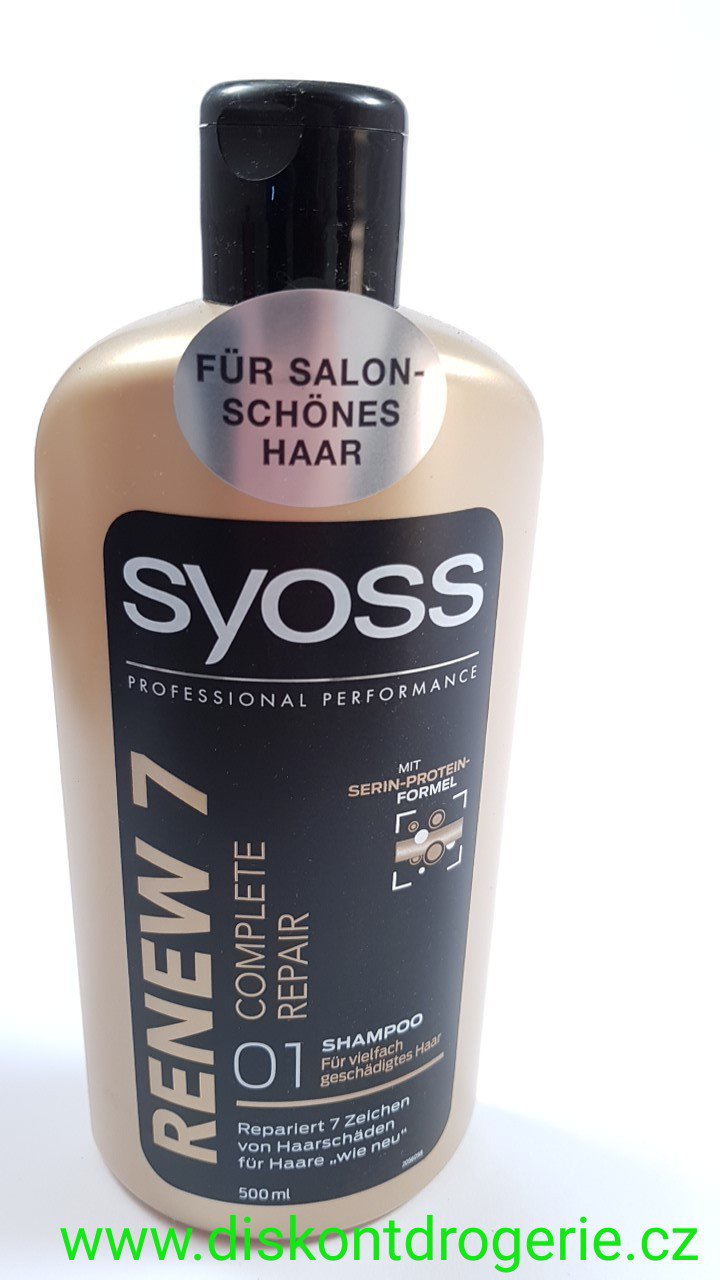 FÜR SALON-
SCHÖNES
HAAR
syoss
PROFESSIONAL PERFORMANCE
MIT
SERIN-PROTEIN-
FORMEL
RENEW 7
COMPLETE
REPAIR
01
SHAMPOO
Für vielfach
geschädigtes Haar
Repariert 7 Zeichen
von Haarschäden
für Haare „wie neu“
500 ml
www.diskontdrogerie.cz